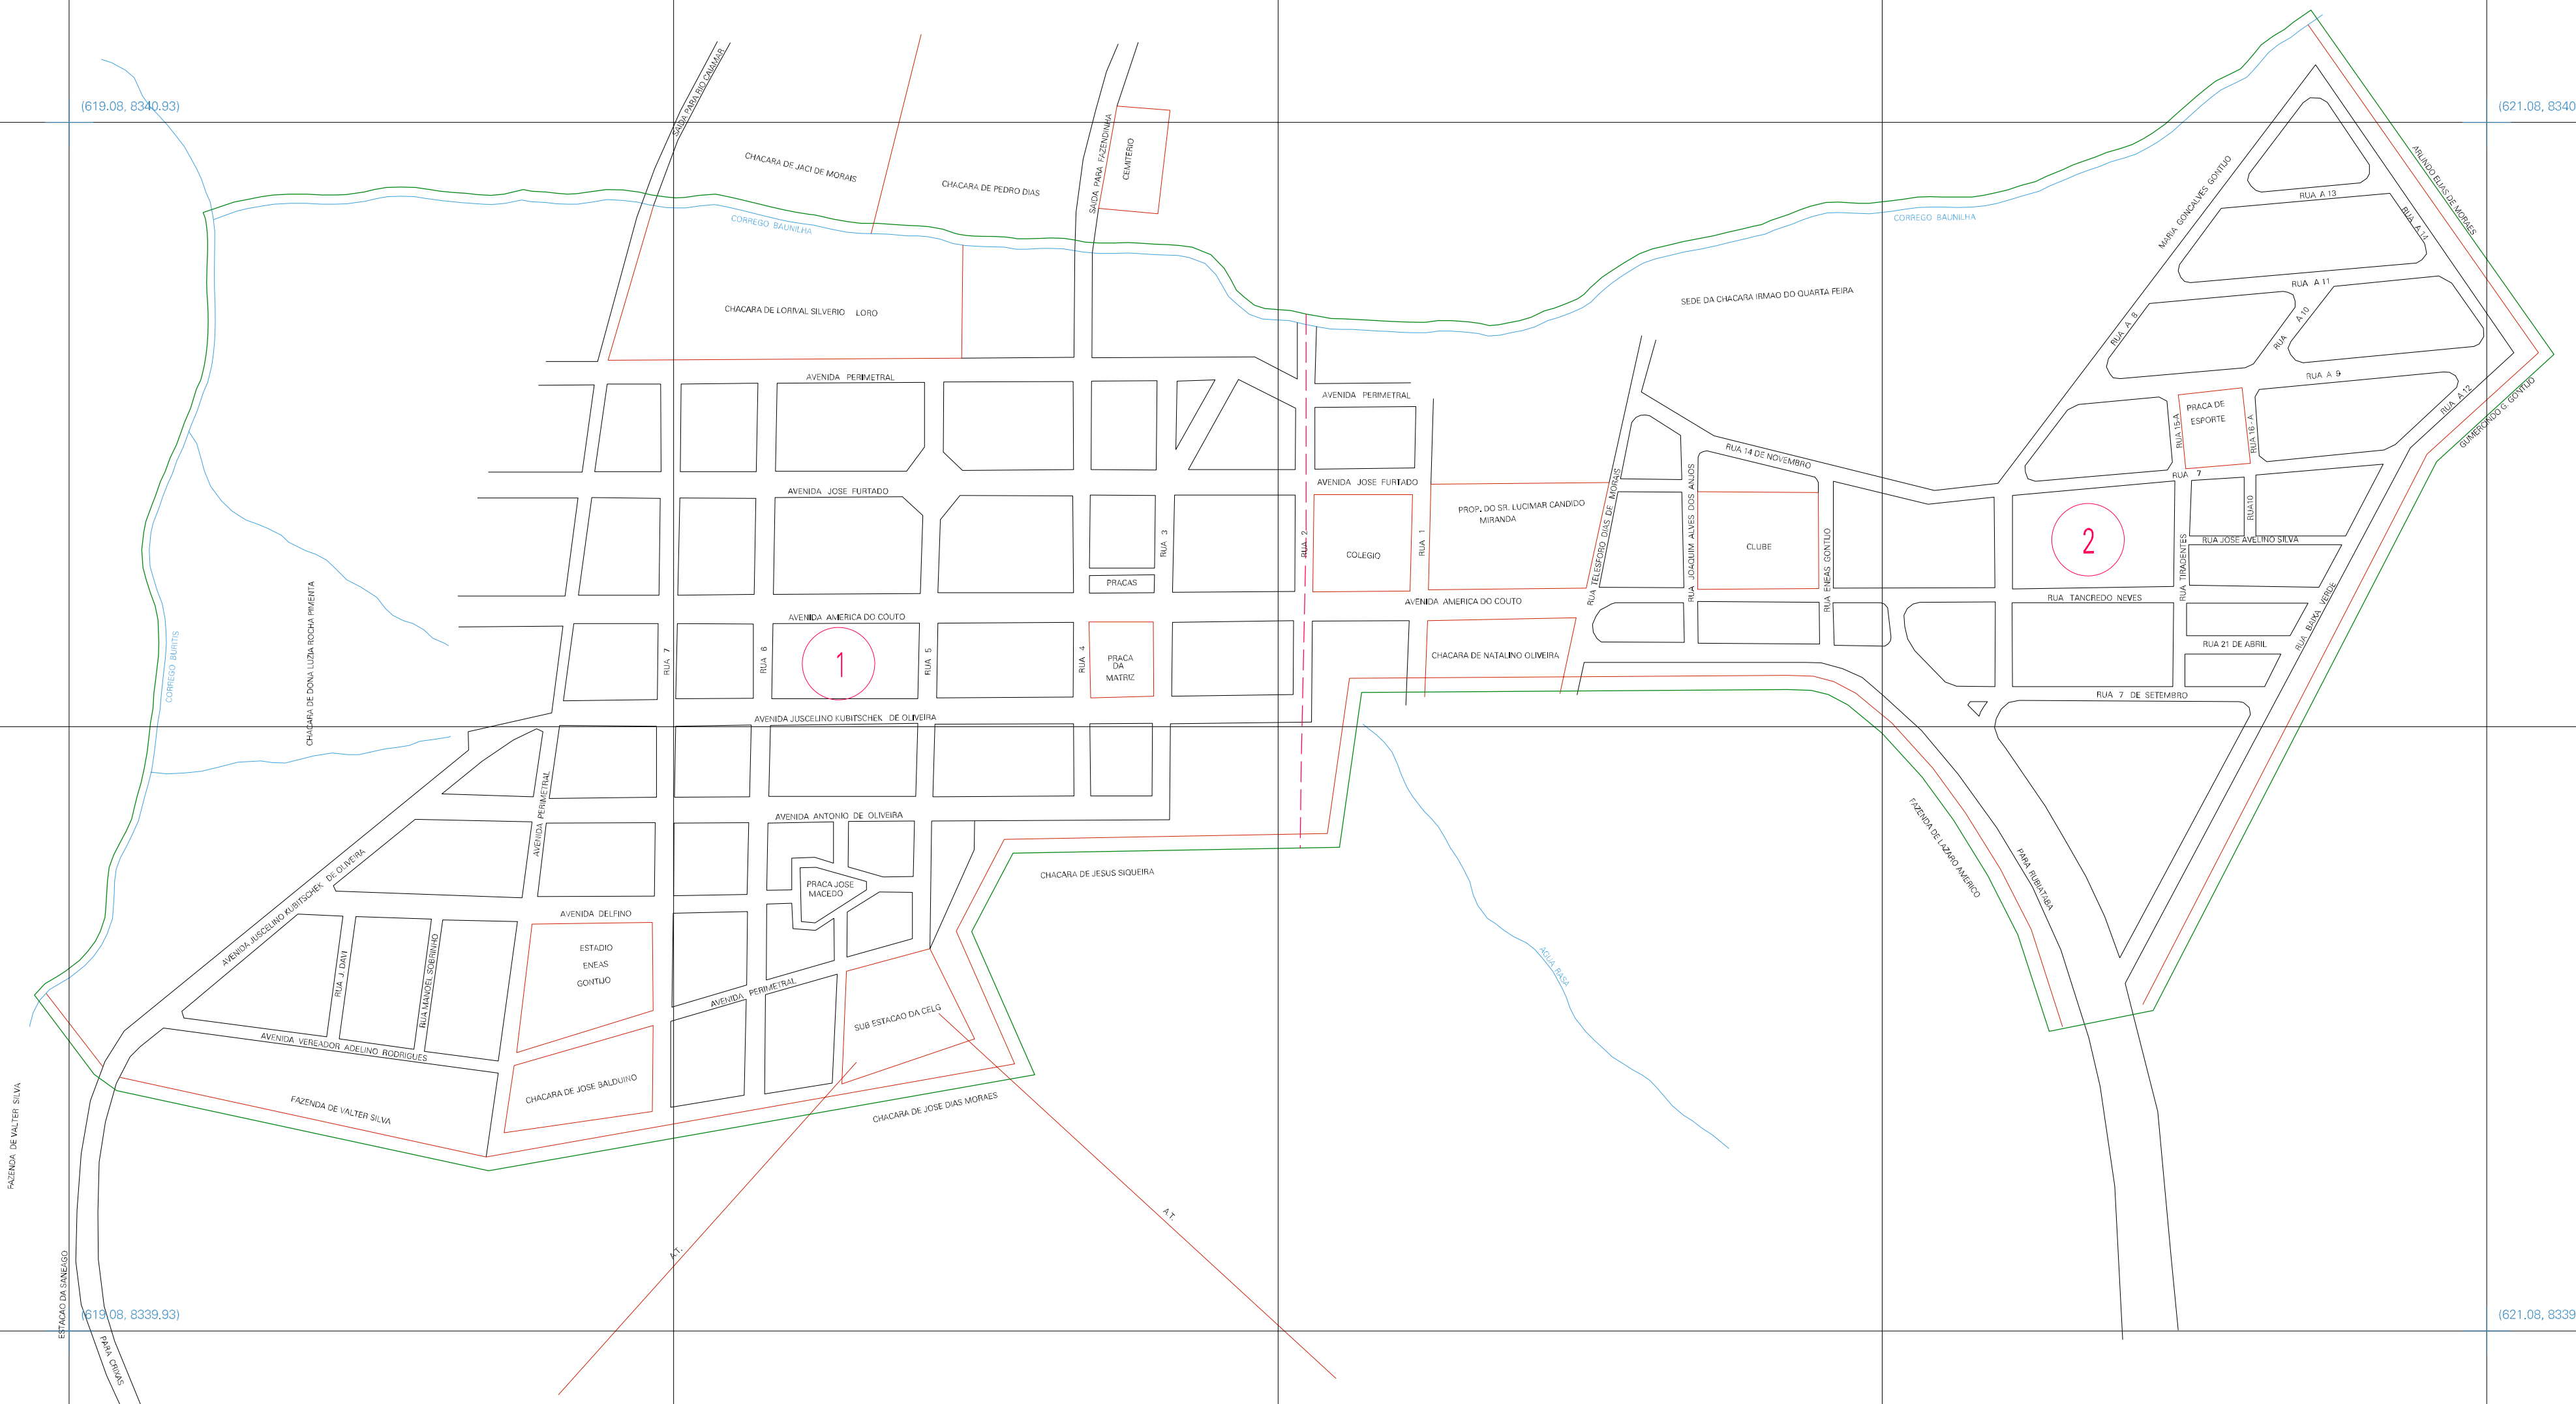 (619.08, 8340.93)
(621.08, 8340
SAIDA PARA RIO CAIAMAR
CHACARA DE JACI DE MORAIS
CHACARA DE PEDRO DIAS
SAIDA PARA FAZENDINHA
CEMITERIO
CORREGO BAUNILHA
CORREGO BAUNILHA
MARIA GONCALVES GONTIJO
ARLINDO ELIAS DE MORAES
RUA A 13
RUA A 14
RUA A 11
RUA A 10
RUA A 8
RUA A 9
RUA A 12
GUMERCINDO G. GOVTIJO
CHACARA DE LORIVAL SILVERIO LORO
SEDE DA CHACARA IRMAO DO QUARTA FEIRA
AVENIDA PERIMETRAL
AVENIDA PERIMETRAL
PRACA DE
ESPORTE
RUA 15-A
RUA 16 - A
RUA 14 DE NOVEMBRO
RUA 7
AVENIDA JOSE FURTADO
AVENIDA JOSE FURTADO
PROP. DO SR. LUCIMAR CANDIDO
MIRANDA
RUA TELESFORO DIAS DE MORAIS
RUA JOAQUIM ALVES DOS ANJOS
RUA ENEAS GONTIJO
CLUBE
COLEGIO
RUA 1
RUA 2
RUA 3
PRACAS
RUA10
2
RUA JOSE AVELINO SILVA
RUA TIRADENTES
RUA TANCREDO NEVES
RUA 21 DE ABRIL
RUA BAIXA VERDE
RUA 7 DE SETEMBRO
CHACARA DE DONA LUZIA ROCHA PIMENTA
CORREGO BURITIS
AVENIDA AMERICA DO COUTO
AVENIDA AMERICA DO COUTO
RUA 7
RUA 6
1
RUA 5
RUA 4
PRACA
DA
MATRIZ
CHACARA DE NATALINO OLIVEIRA
AVENIDA JUSCELINO KUBITSCHEK DE OLIVEIRA
AVENIDA PERIMETRAL
AVENIDA ANTONIO DE OLIVEIRA
AVENIDA JUSCELINO KUBITSCHEK DE OLIVEIRA
PRACA JOSE
MACEDO
CHACARA DE JESUS SIQUEIRA
FAZENDA DE LAZARO AMERICO
PARA RUBIATABA
AVENIDA DELFINO
ESTADIO
ENEAS
GONTIJO
RUA J. DAVI
RUA MANOEL SOBRINHO
AGUA RASA
AVENIDA PERIMETRAL
SUB ESTACAO DA CELG
AVENIDA VEREADOR ADELINO RODRIGUES
CHACARA DE JOSE BALDUINO
FAZENDA DE VALTER SILVA
CHACARA DE JOSE DIAS MORAES
FAZENDA DE VALTER SILVA
A.T.
A.T.
ESTACAO DA SANEAGO
(619.08, 8339.93)
(621.08, 8339
PARA CRIXAS